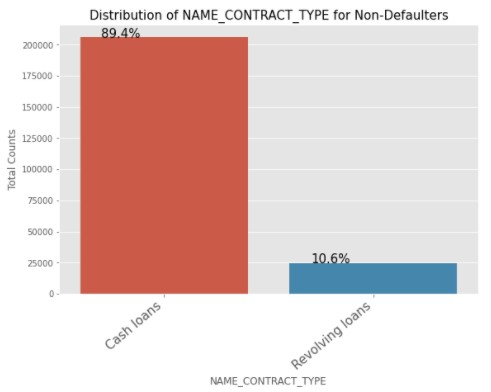 Distribution of NAME_CONTRACT_TYPE for Non-Defaulters
89.4%
200000
175000
150000
125000
100000
75000
50000
25000
0
Total Counts
10.6%
Cash loans
Revolving loans
NAME_CONTRACT_TYPE